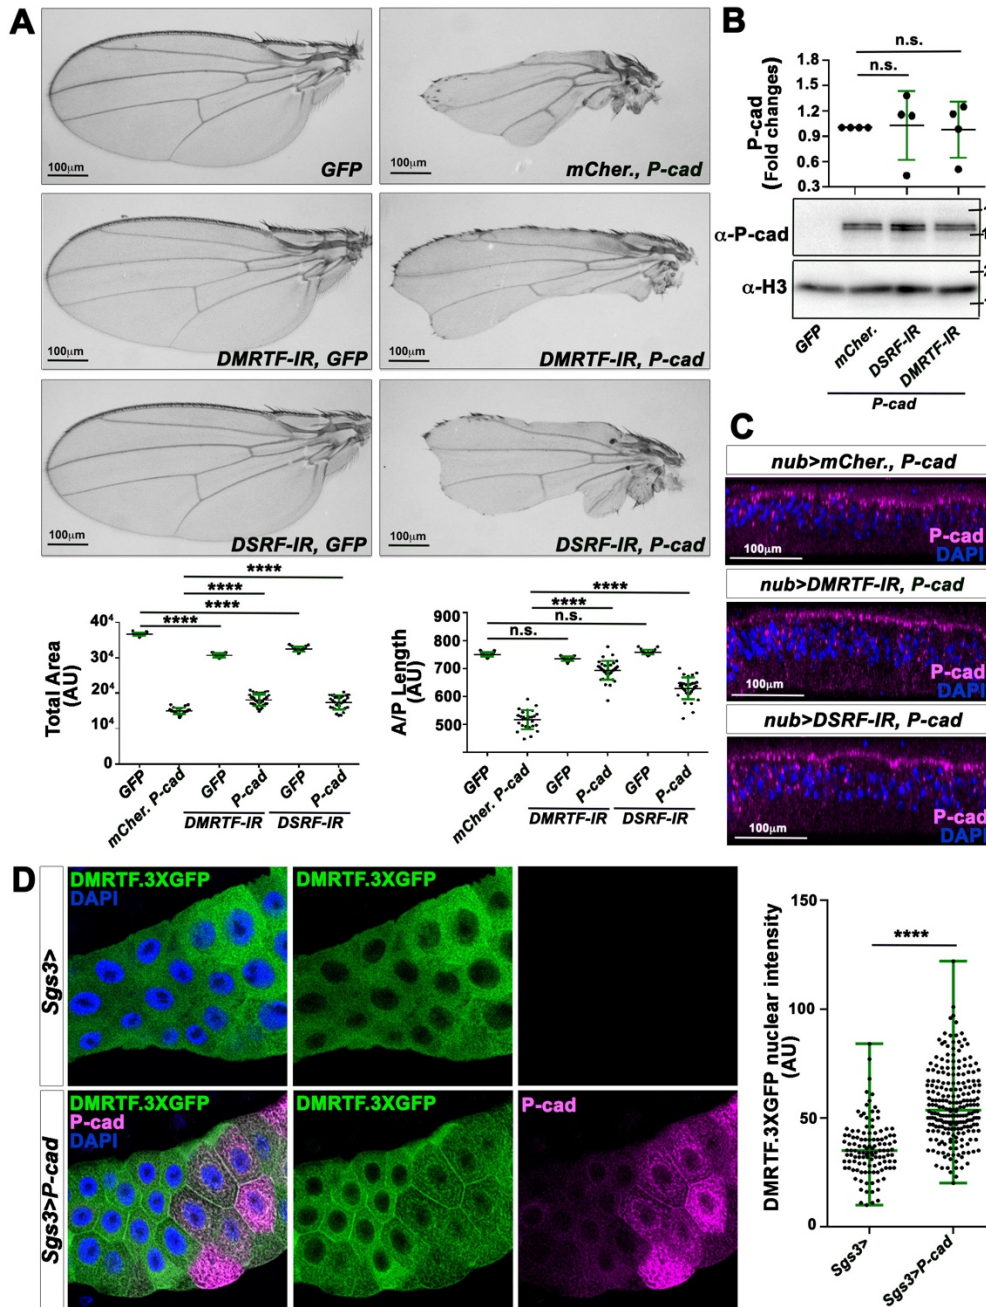 A
GFP
100µm
mCher., P-cad
100µm
DMRTF-IR, GFP
100µm
DMRTF-IR, P-cad
100µm
DSRF-IR, GFP
100µm
DSRF-IR, P-cad
100µm
****
****
****
****
40⁴
30⁴
20⁴
10⁴
0
Total Area
(AU)
GFP
mCher. P-cad
GFP
P-cad
GFP
P-cad
DMRTF-IR
DSRF-IR
****
****
n.s.
n.s.
900
800
700
600
500
A/P Length
(AU)
GFP
mCher. P-cad
GFP
P-cad
GFP
P-cad
DMRTF-IR
DSRF-IR
B
n.s.
n.s.
1.8
1.5
1.2
0.9
0.6
0.3
P-cad
(Fold changes)
α-P-cad
α-H3
GFP
mCher.
DSRF-IR
DMRTF-IR
P-cad
C
nub>mCher., P-cad
P-cad
DAPI
100µm
nub>DMRTF-IR, P-cad
P-cad
DAPI
100µm
nub>DSRF-IR, P-cad
P-cad
DAPI
100µm
D
Sgs3>
DMRTF.3XGFP
DAPI
DMRTF.3XGFP
Sgs3>P-cad
DMRTF.3XGFP
P-cad
DAPI
DMRTF.3XGFP
P-cad
****
150
100
50
0
DMRTF.3XGFP nuclear intensity
(AU)
Sgs3>
Sgs3>P-cad